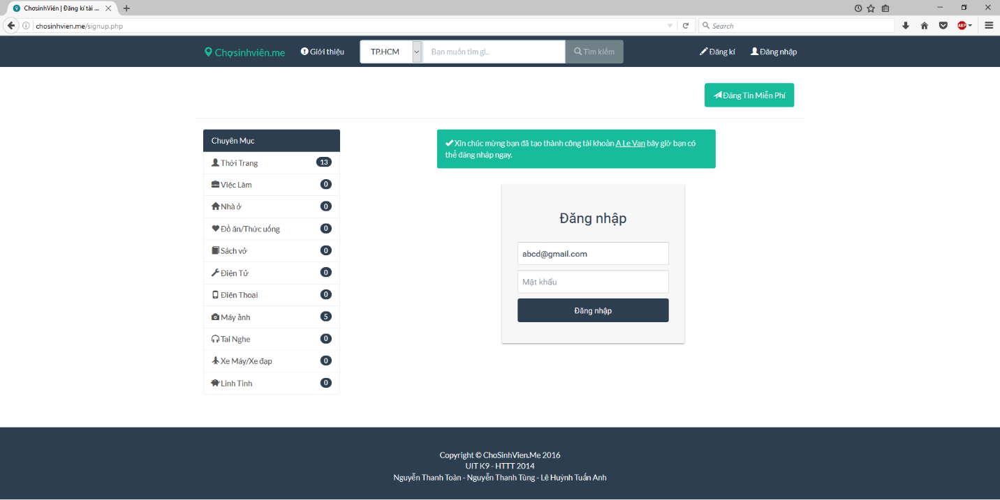 ChosinhViên | Đăng kí tài ...
chosinhvien.me/signup.php
Search
ABP
Chợsinhviên.me
Giới thiệu
TP.HCM
Bạn muốn tìm gì..
Tìm kiếm
Đăng kí
Đăng nhập
Đăng Tin Miễn Phí
Chuyên Mục
Thời Trang 13
Việc Làm 0
Nhà ở 0
Đồ ăn/Thức uống 0
Sách vở 0
Điện Tử 0
Điện Thoại 0
Máy ảnh 5
Tai Nghe 0
Xe Máy/Xe đạp 0
Linh Tinh 0
Xin chúc mừng bạn đã tạo thành công tài khoản A Le Van bây giờ bạn có
thể đăng nhâp ngay.
Đăng nhập
abcd@gmail.com
Mật khẩu
Đăng nhập
Copyright © ChoSinhVien.Me 2016
UIT K9 - HTTT 2014
Nguyễn Thanh Toàn - Nguyễn Thanh Tùng - Lê Huỳnh Tuấn Anh